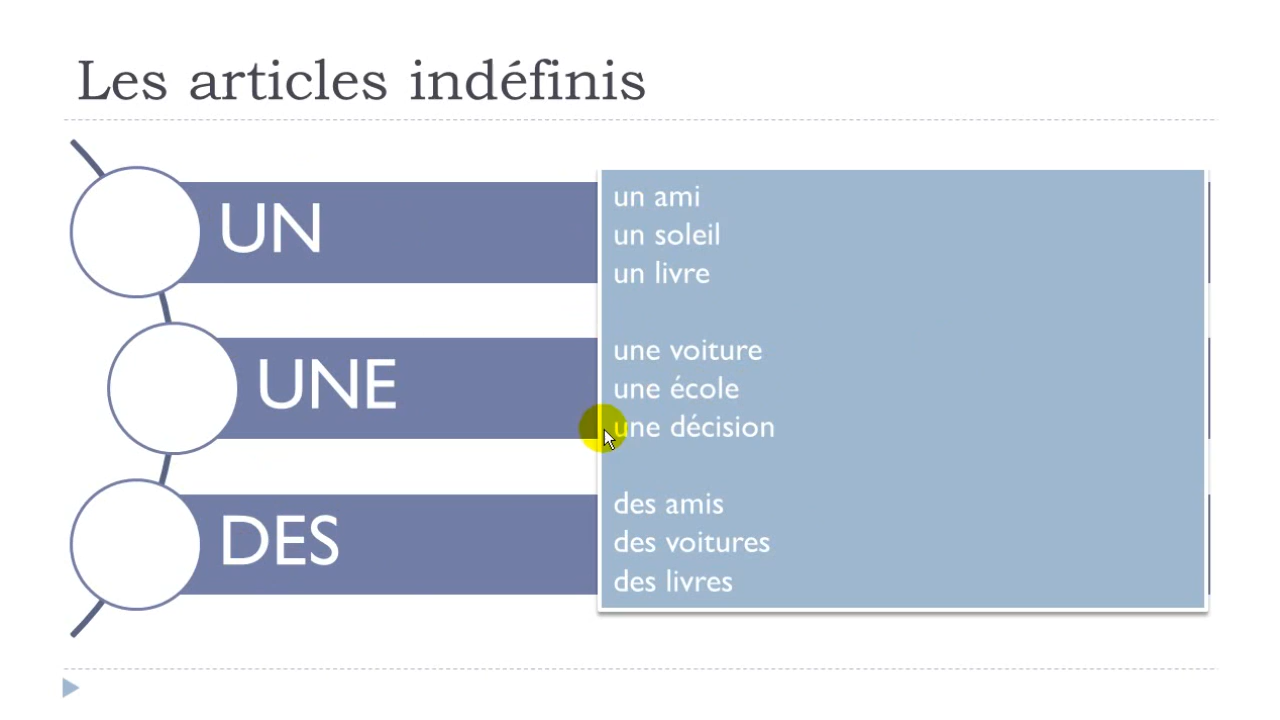 Les articles indéfinis
UN
un ami
un soleil
un livre
UNE
une voiture
une école
une décision
DES
des amis
des voitures
des livres